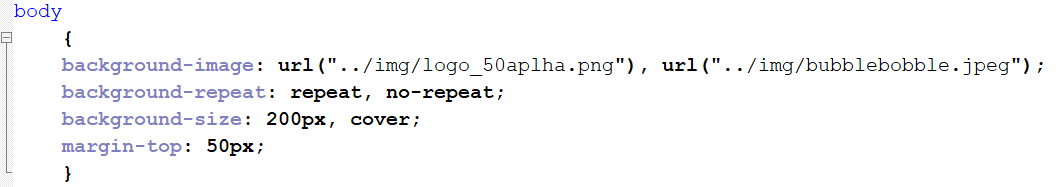 body
{
background-image: url("../img/logo_50aplha.png"), url("../img/bubblebobble.jpeg");
background-repeat: repeat, no-repeat;
background-size: 200px, cover;
margin-top: 50px;
}